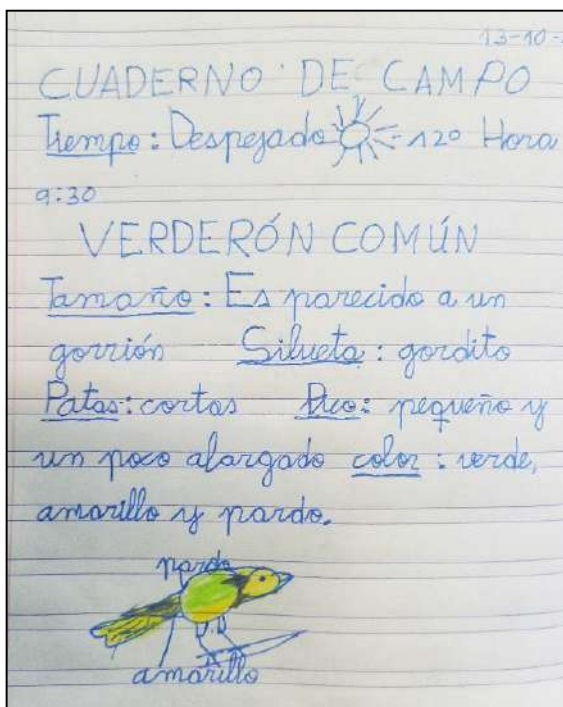 13-10-
CUADERNO DE CAMPO
Tiempo: Despejado - 12º Hora
9:30
VERDERÓN COMÚN
Tamaño: Es parecido a un
gorrión Silueta: gordito
Patas: cortas Pico: pequeño y
un poco alargado color: verde,
amarillo y pardo.
pardo
amarillo